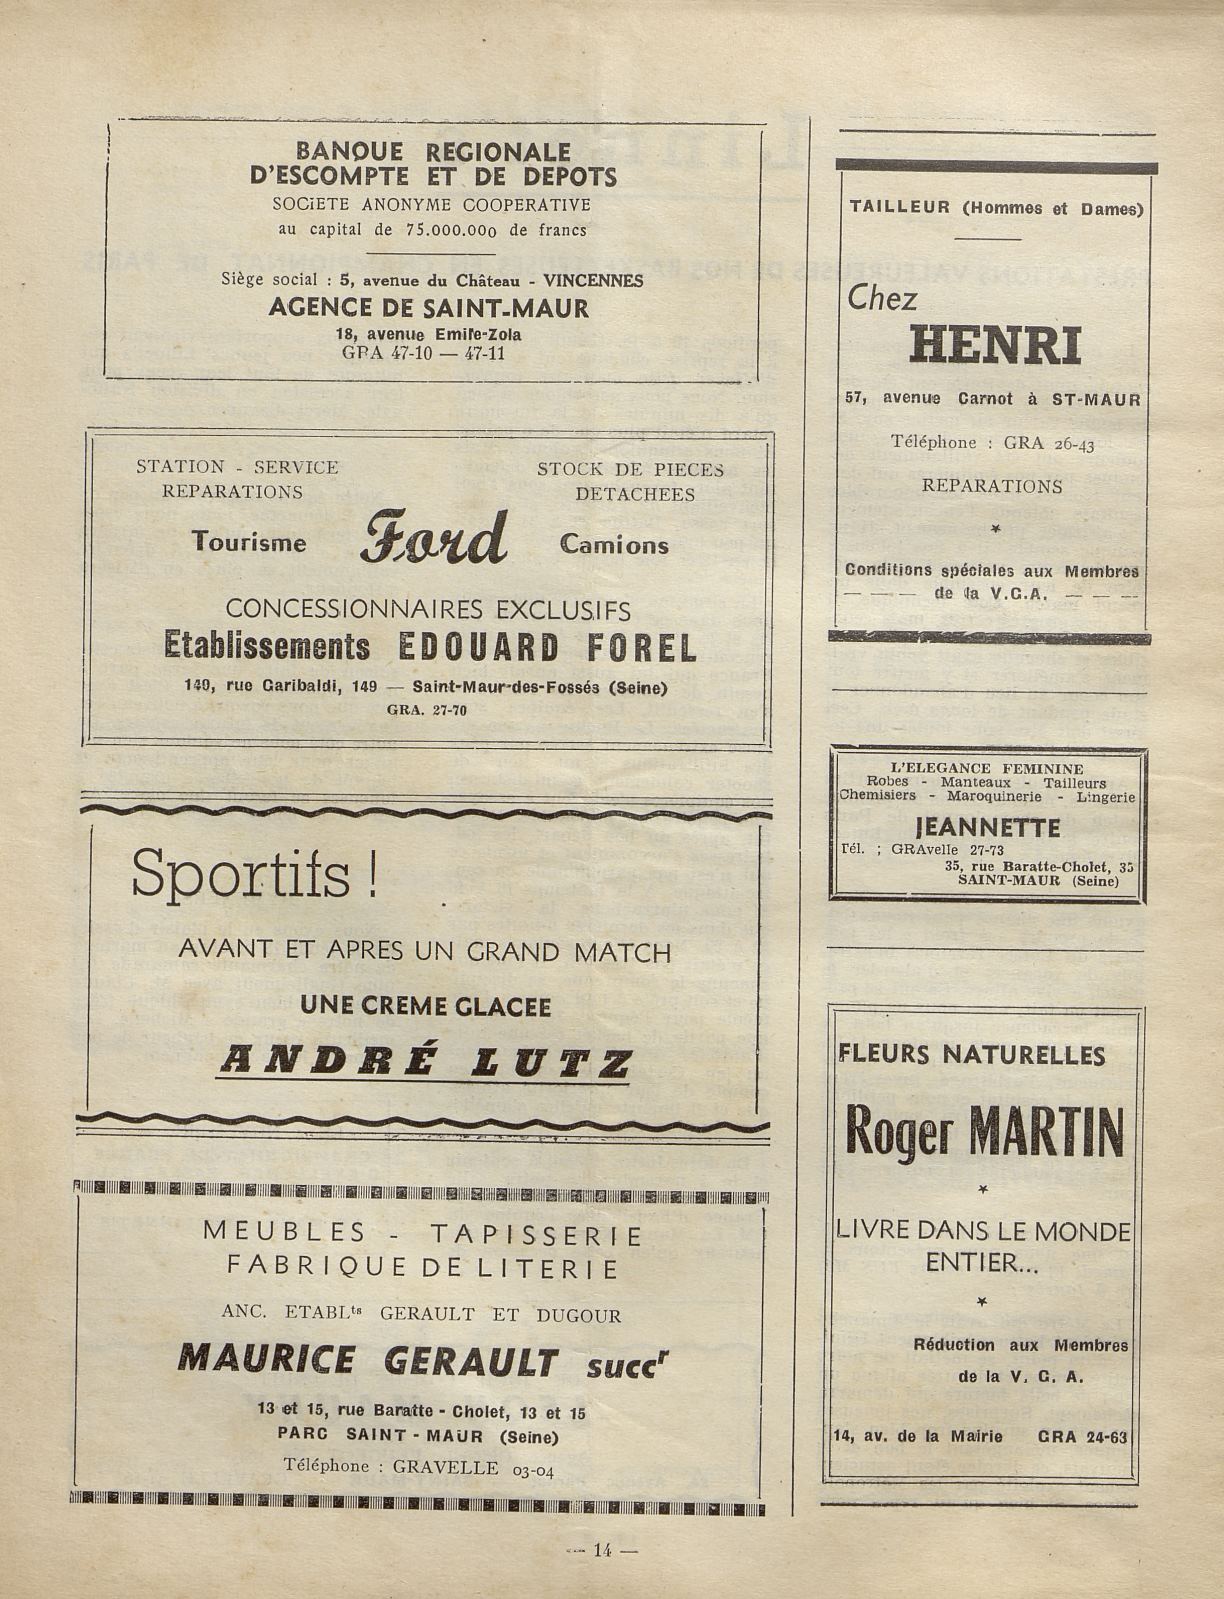 BANQUE REGIONALE
D'ESCOMPTE ET DE DEPOTS
SOCIETE ANONYME COOPERATIVE
au capital de 75.000.000 de francs
Siège social : 5, avenue du Château - VINCENNES
AGENCE DE SAINT-MAUR
18, avenue Emile-Zola
GRA 47-10 — 47-11
STATION - SERVICE
REPARATIONS
STOCK DE PIECES
DETACHEES
Tourisme Ford Camions
CONCESSIONNAIRES EXCLUSIFS
Etablissements EDOUARD FOREL
149, rue Garibaldi, 149 — Saint-Maur-des-Fossés (Seine)
GRA. 27-70
Sportifs !
AVANT ET APRES UN GRAND MATCH
UNE CREME GLACEE
ANDRÉ LUTZ
MEUBLES - TAPISSERIE
FABRIQUE DE LITERIE
ANC. ETABLts GERAULT ET DUGOUR
MAURICE GERAULT succr
13 et 15, rue Baratte - Cholet, 13 et 15
PARC SAINT - MAUR (Seine)
Téléphone : GRAVELLE 03-04
TAILLEUR (Hommes et Dames)
Chez
HENRI
57, avenue Carnot à ST-MAUR
Téléphone : GRA 26-43
REPARATIONS
*
Conditions spéciales aux Membres
— — — de la V.G.A. — — —
L'ELEGANCE FEMININE
Robes - Manteaux - Tailleurs
Chemisiers - Maroquinerie - Lingerie
JEANNETTE
Tél. ; GRAvelle 27-73
35, rue Baratte-Cholet, 35
SAINT-MAUR (Seine)
FLEURS NATURELLES
Roger MARTIN
*
LIVRE DANS LE MONDE
ENTIER...
*
Réduction aux Membres
de la V. G. A.
14, av. de la Mairie GRA 24-63
— 14 —